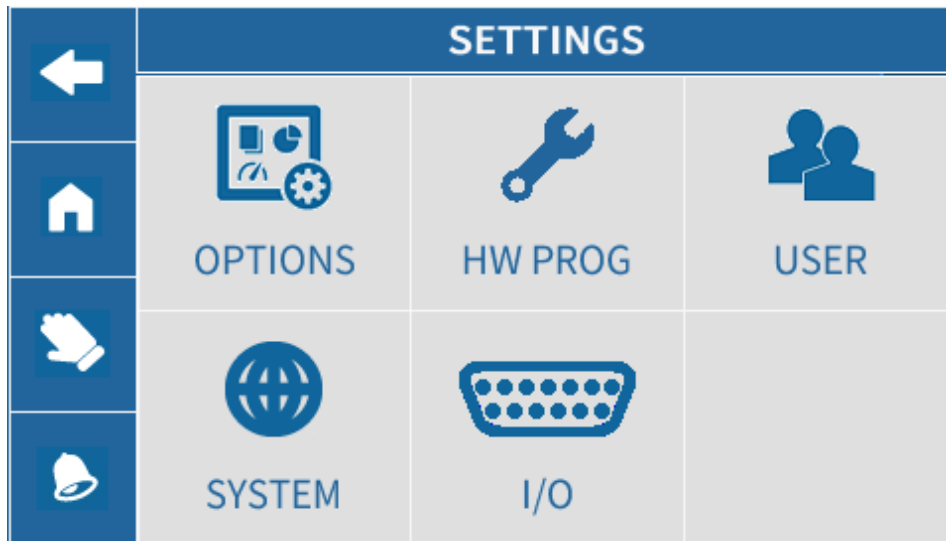 SETTINGS
OPTIONS
HW PROG
USER
SYSTEM
I/O